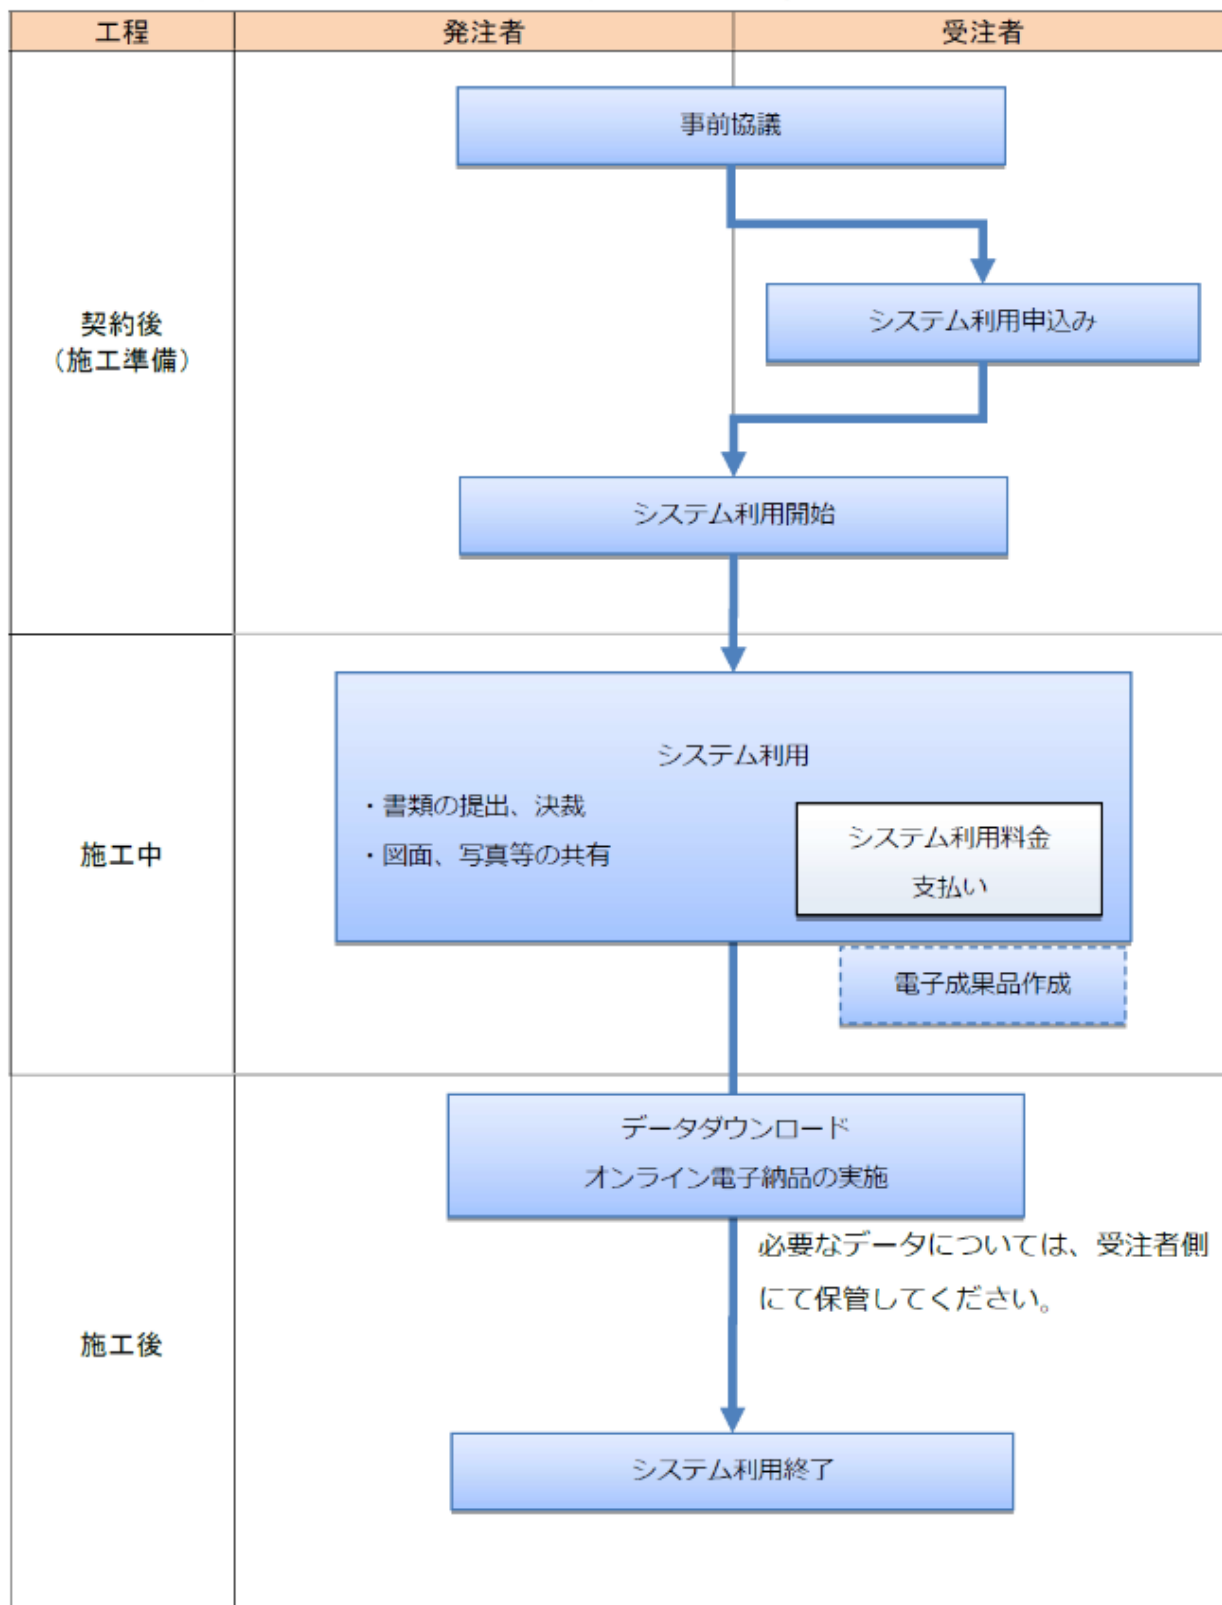 工程
発注者
受注者
事前協議
システム利用申込み
契約後
（施工準備）
システム利用開始
システム利用
・書類の提出、決裁
・図面、写真等の共有
システム利用料金
支払い
施工中
電子成果品作成
データダウンロード
オンライン電子納品の実施
必要なデータについては、受注者側
にて保管してください。
施工後
システム利用終了